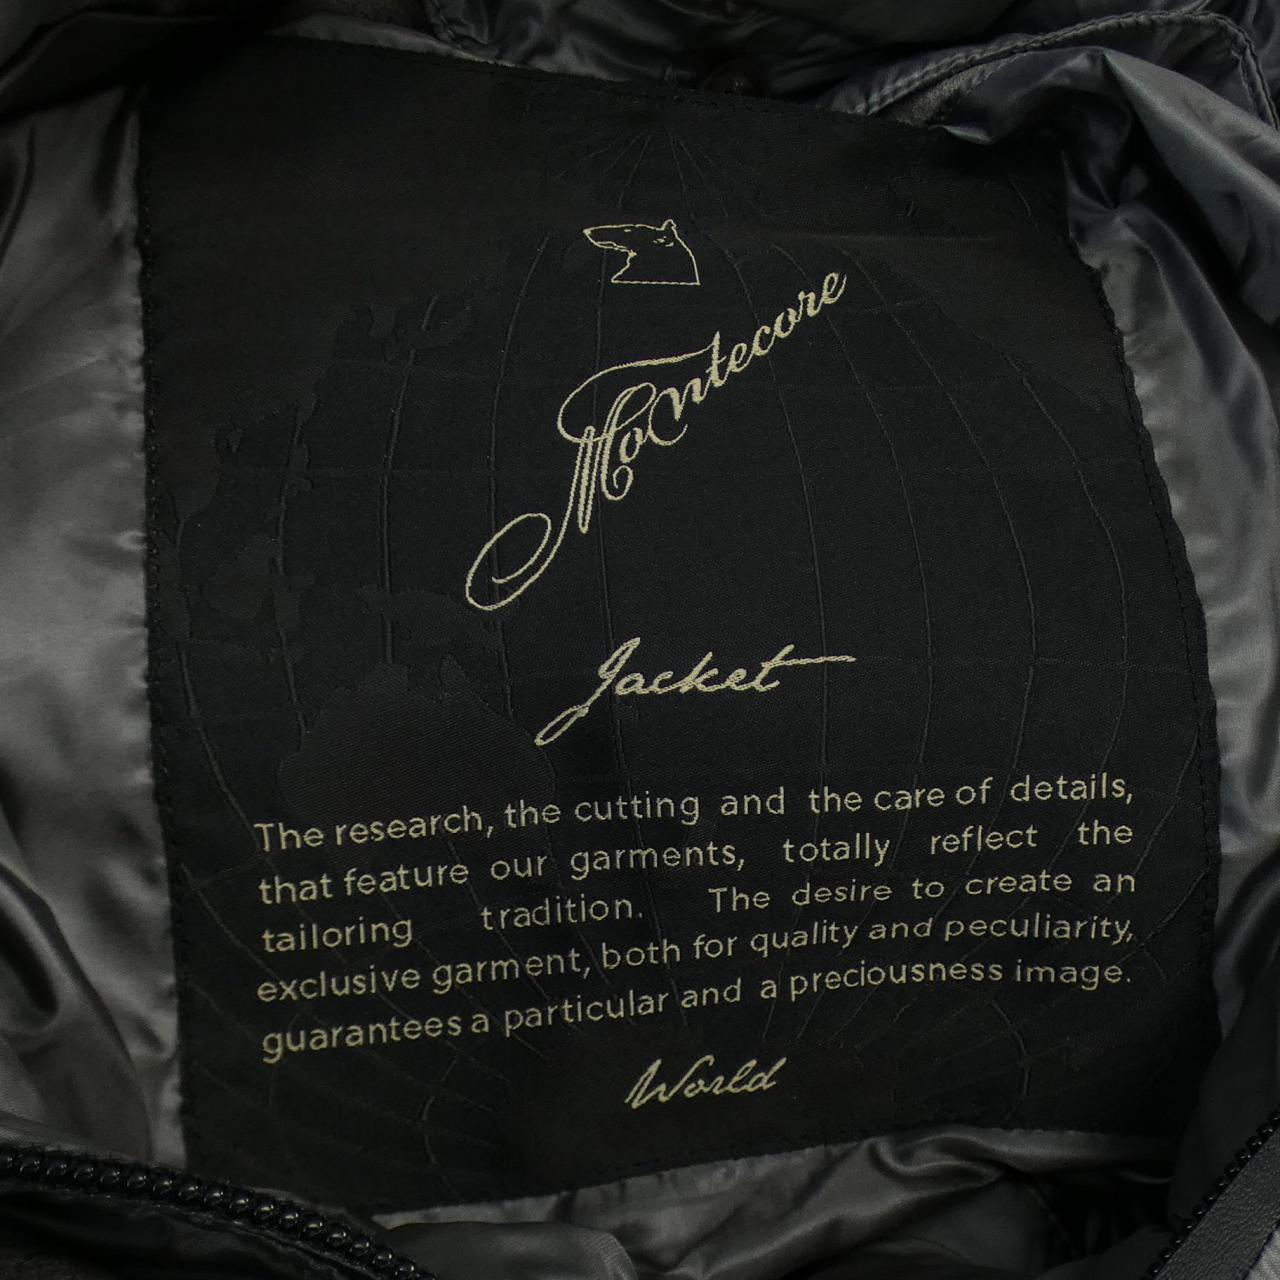 Montecore
Jacket
The research, the cutting and the care of details,
that feature our garments, totally reflect the
tailoring tradition. The desire to create an
exclusive garment, both for quality and peculiarity,
guarantees a particular and a preciousness image.
World